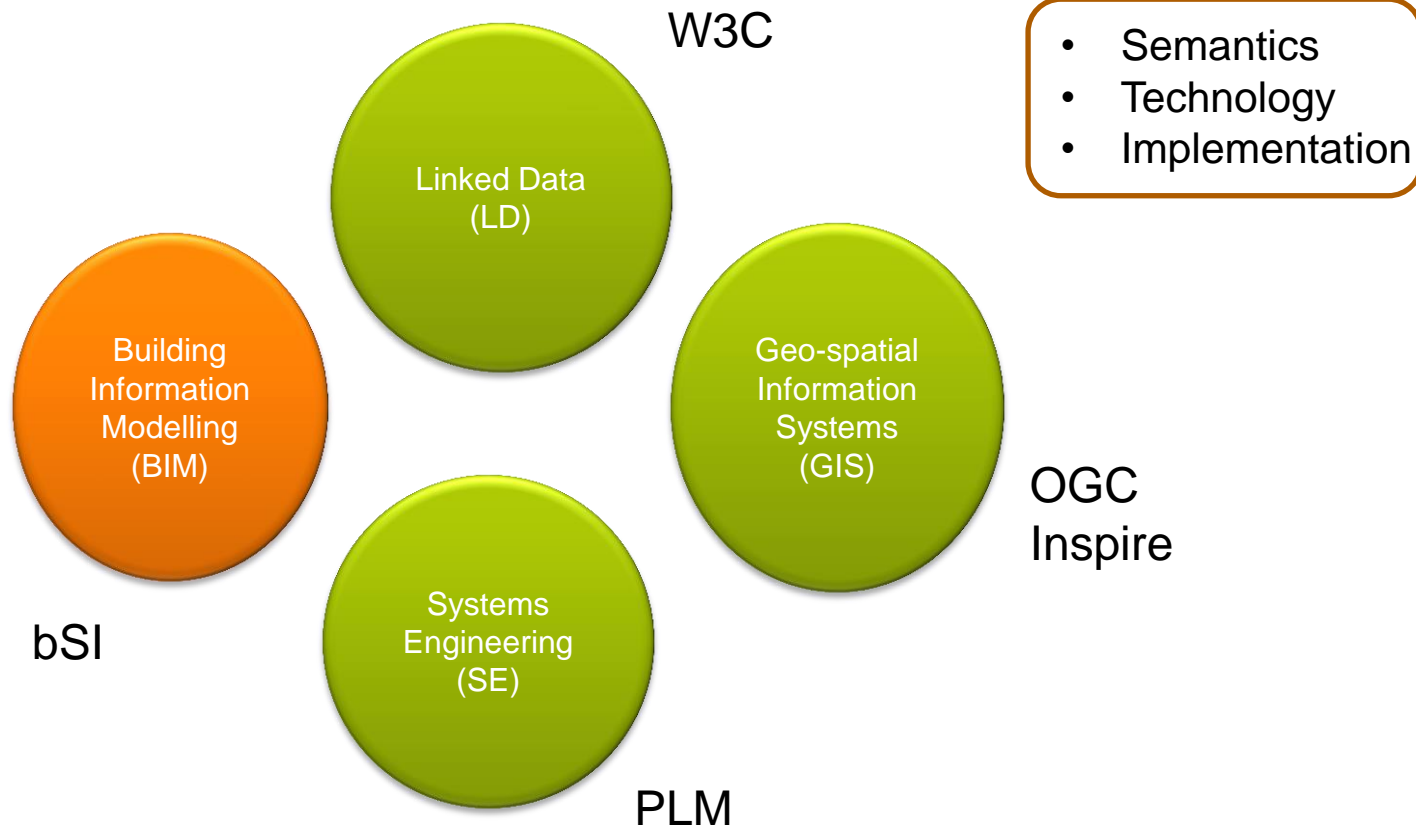 W3C
• Semantics
• Technology
• Implementation
Linked Data
(LD)
Building
Information
Modelling
(BIM)
Geo-spatial
Information
Systems
(GIS)
OGC
Inspire
Systems
Engineering
(SE)
bSI
PLM